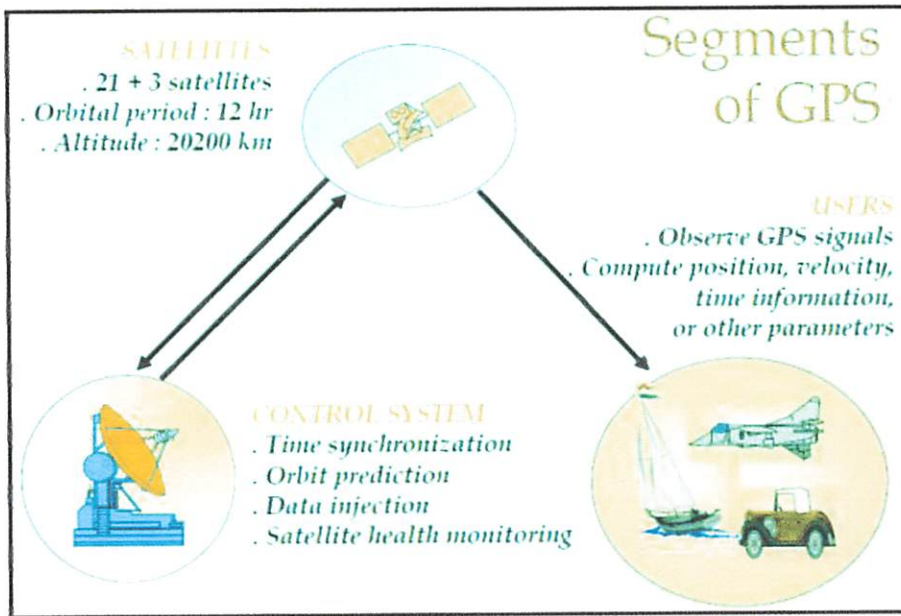 Segments
of GPS
SATELLITES
. 21 + 3 satellites
. Orbital period : 12 hr
. Altitude : 20200 km
USERS
. Observe GPS signals
. Compute position, velocity,
time information,
or other parameters
CONTROL SYSTEM
. Time synchronization
. Orbit prediction
. Data injection
. Satellite health monitoring